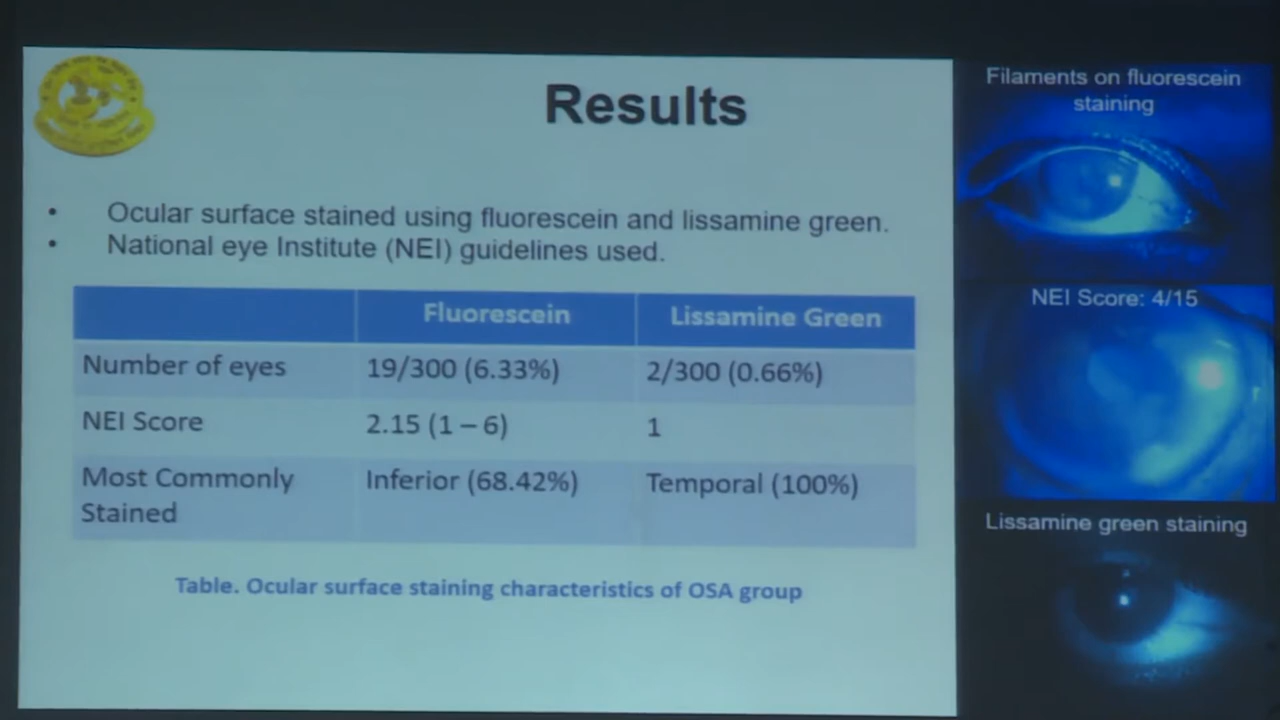 Results
• Ocular surface stained using fluorescein and lissamine green.
• National eye Institute (NEI) guidelines used.
Fluorescein Lissamine Green
Number of eyes 19/300 (6.33%) 2/300 (0.66%)
NEI Score 2.15 (1 – 6) 1
Most Commonly Stained Inferior (68.42%) Temporal (100%)
Table. Ocular surface staining characteristics of OSA group
Filaments on fluorescein
staining
NEI Score: 4/15
Lissamine green staining